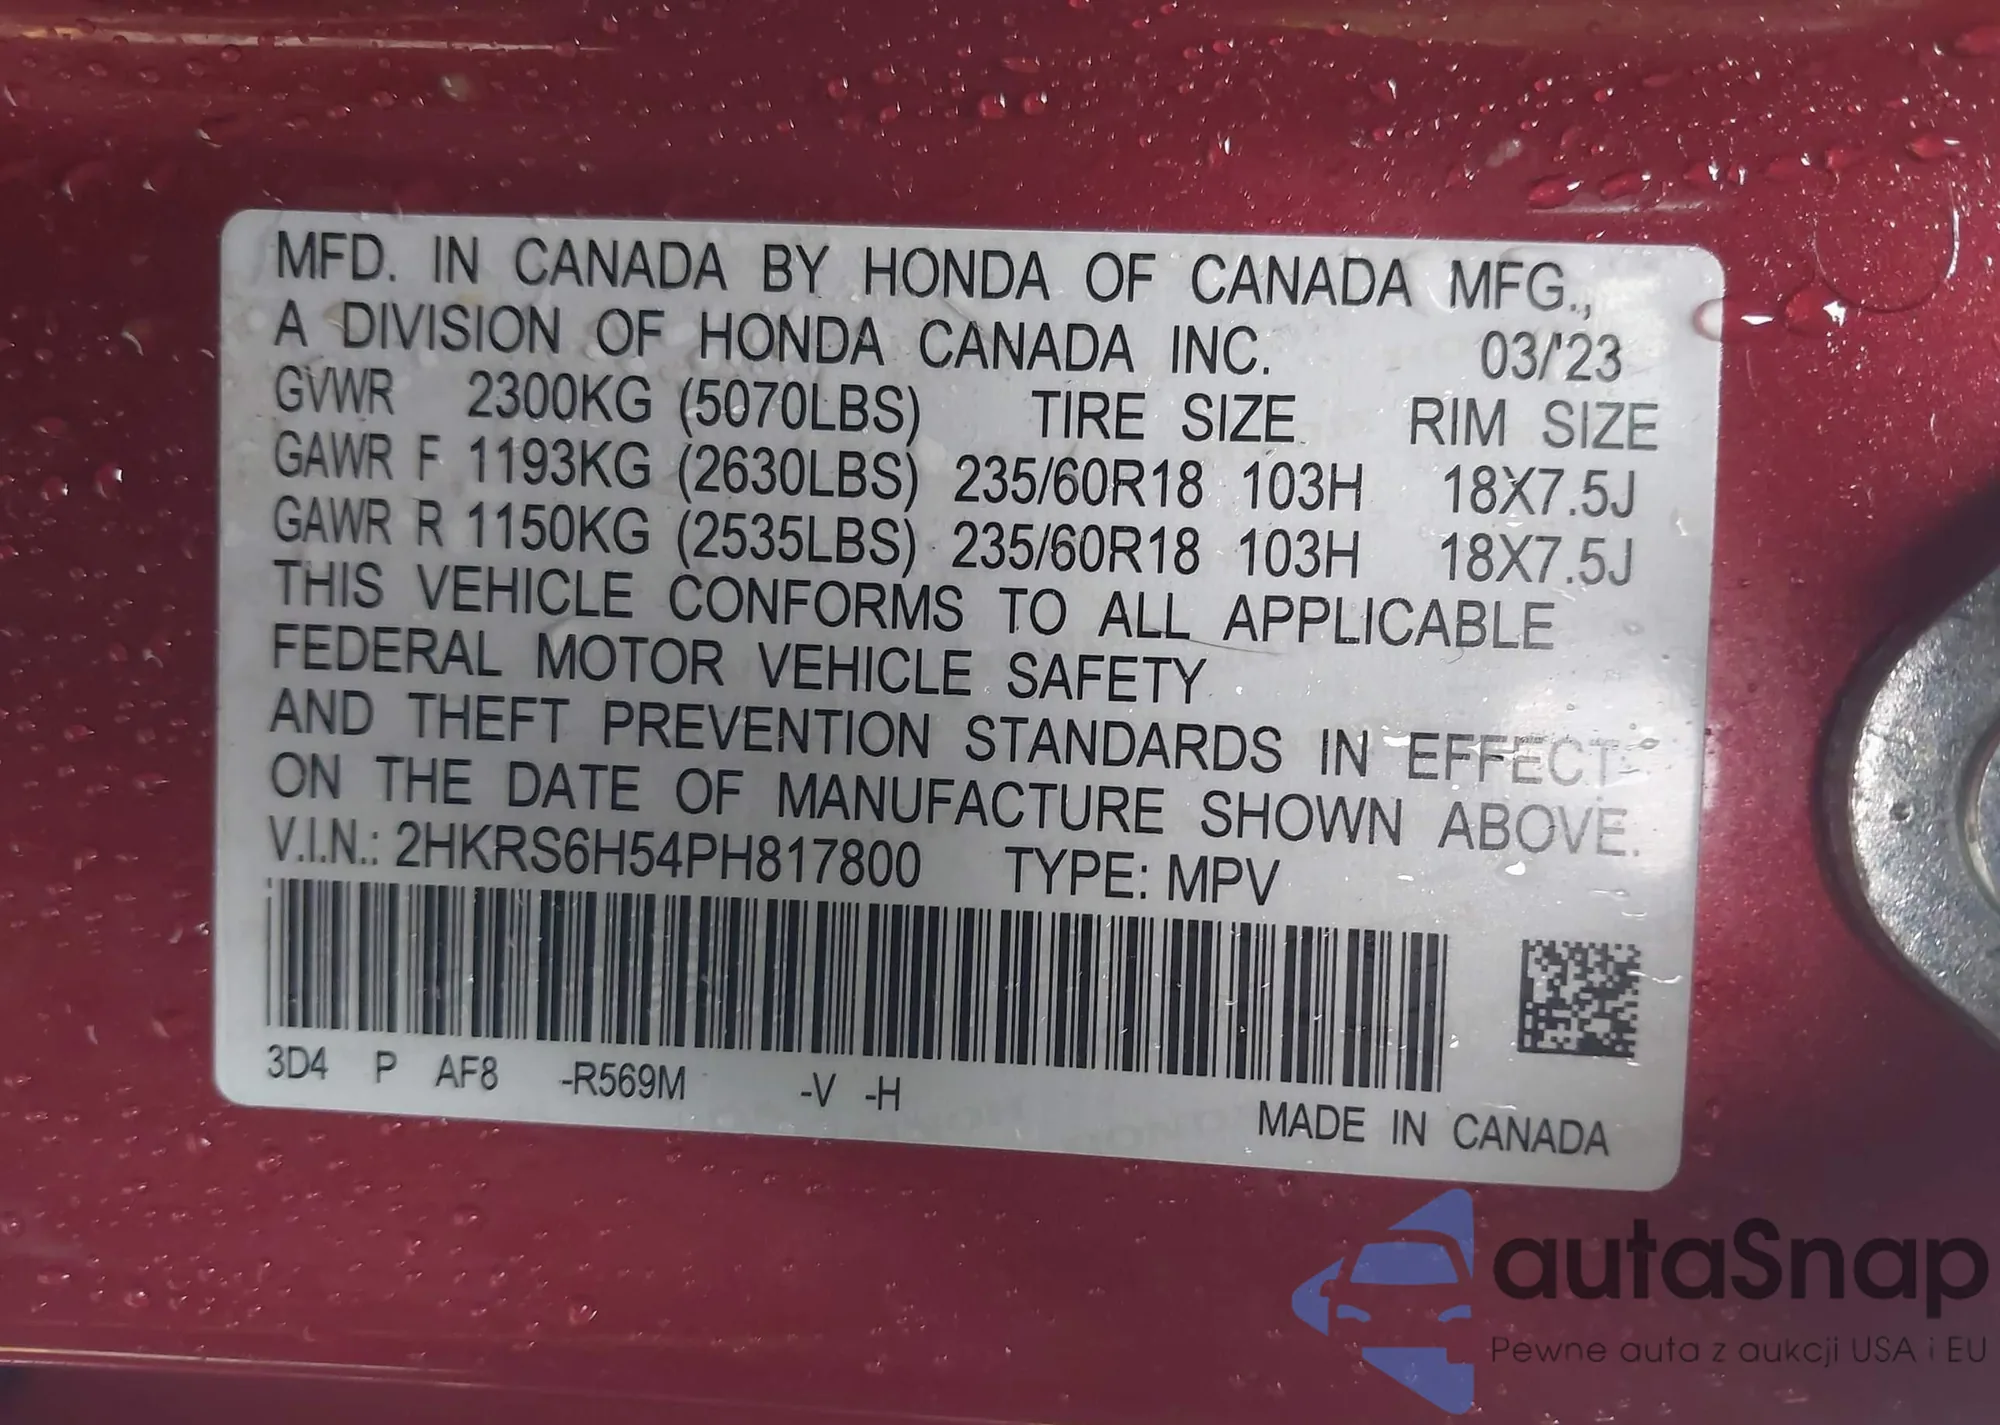 MFD. IN CANADA BY HONDA OF CANADA MFG.,
A DIVISION OF HONDA CANADA INC. 03/'23
GVWR 2300KG (5070LBS) TIRE SIZE RIM SIZE
GAWR F 1193KG (2630LBS) 235/60R18 103H 18X7.5J
GAWR R 1150KG (2535LBS) 235/60R18 103H 18X7.5J
THIS VEHICLE CONFORMS TO ALL APPLICABLE
FEDERAL MOTOR VEHICLE SAFETY
AND THEFT PREVENTION STANDARDS IN EFFECT
ON THE DATE OF MANUFACTURE SHOWN ABOVE.
V.I.N.: 2HKRS6H54PH817800 TYPE: MPV
3D4 P AF8 -R569M -V -H
MADE IN CANADA
autaSnap
Pewne auta z aukcji USA i EU